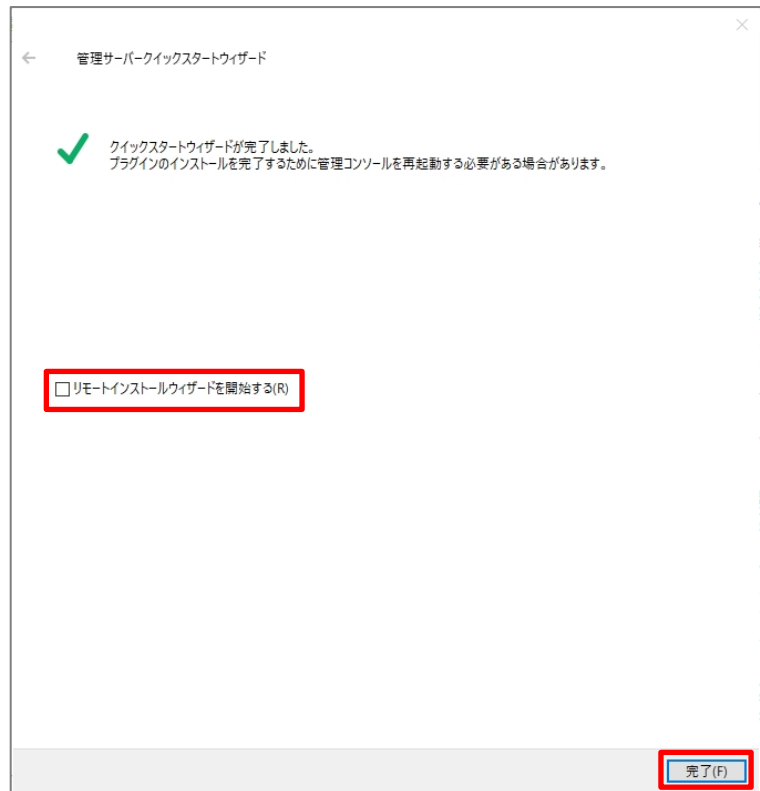 管理サーバークイックスタートウィザード
クイックスタートウィザードが完了しました。
プラグインのインストールを完了するために管理コンソールを再起動する必要がある場合があります。
リモートインストールウィザードを開始する(R)
完了(F)